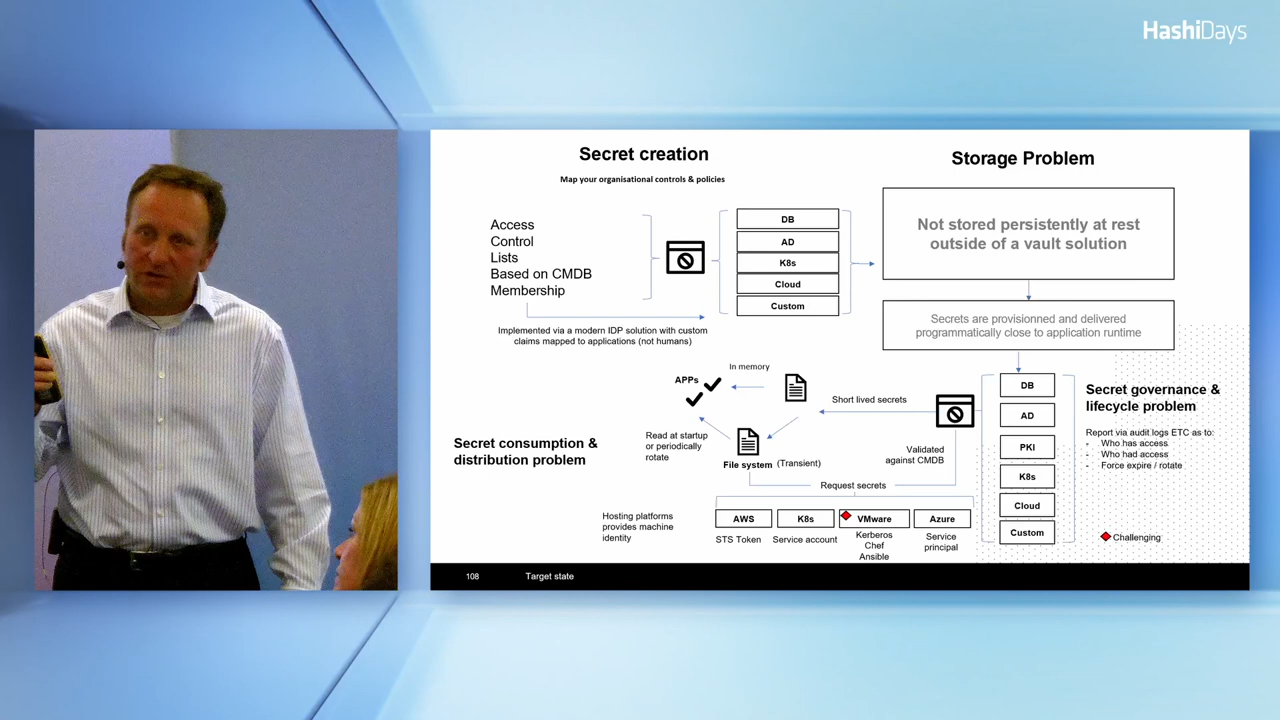 HashiDays
Secret creation
Map your organisational controls & policies
Access
Control
Lists
Based on CMDB
Membership
Implemented via a modern IDP solution with custom
claims mapped to applications (not humans)
DB
AD
K8s
Cloud
Custom
Storage Problem
Not stored persistently at rest
outside of a vault solution
Secrets are provisionned and delivered
programmatically close to application runtime
DB
AD
PKI
K8s
Cloud
Custom
Secret governance &
lifecycle problem
Report via audit logs ETC as to:
- Who has access
- Who had access
- Force expire / rotate
Challenging
Secret consumption &
distribution problem
APPs
In memory
Short lived secrets
Read at startup
or periodically
rotate
File system (Transient)
Validated
against CMDB
Request secrets
Hosting platforms
provides machine
identity
AWS
STS Token
K8s
Service account
VMware
Kerberos
Chef
Ansible
Azure
Service
principal
108 Target state